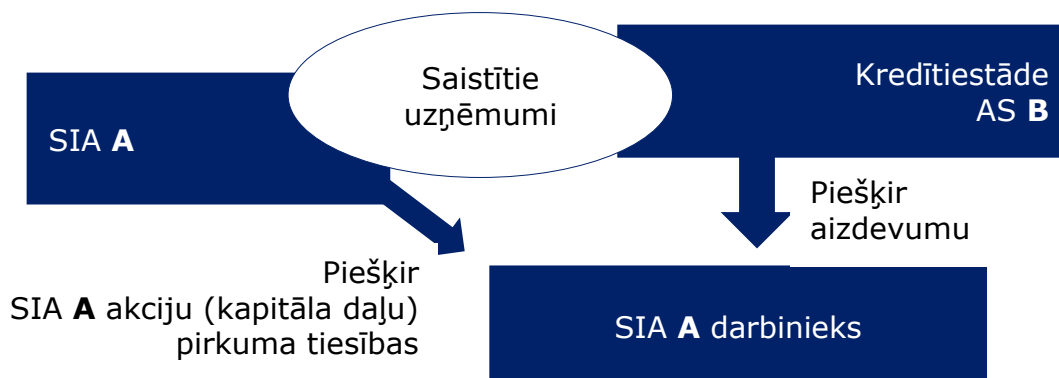 Saistītie
uzņēmumi
Kredītiestāde
AS B
SIA A
Piešķir
aizdevumu
Piešķir
SIA A akciju (kapitāla daļu)
pirkuma tiesības
SIA A darbinieks